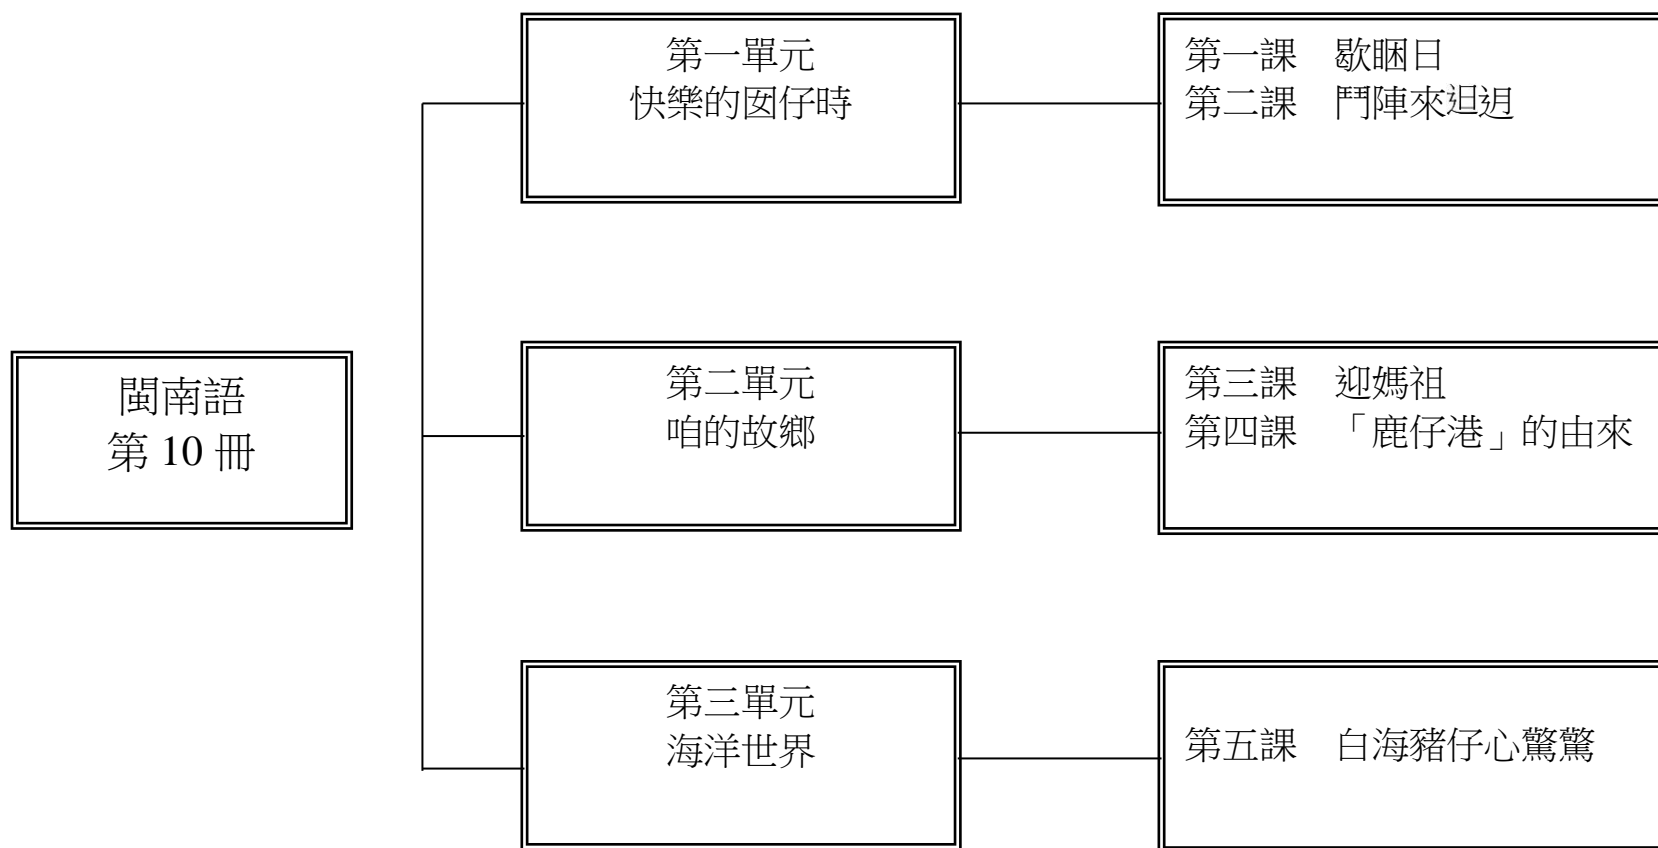 閩南語
第 10 冊
第一單元
快樂的囡仔時
第一課　歇睏日
第二課　鬥陣來𨑨迌
第二單元
咱的故鄉
第三課　迎媽祖
第四課　「鹿仔港」的由來
第三單元
海洋世界
第五課　白海豬仔心驚驚